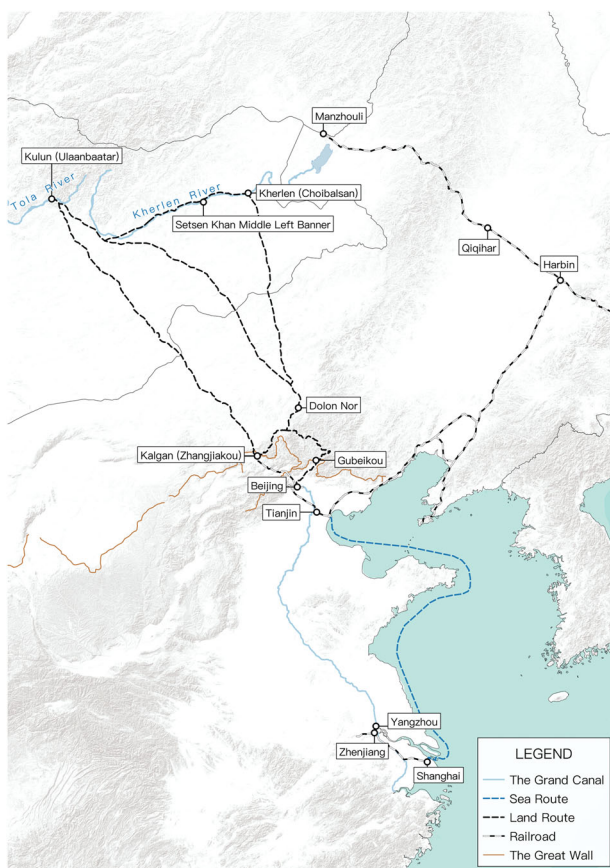 Manzhouli
Kulun (Ulaanbaatar)
Tola River
Kherlen River
Kherlen (Choibalsan)
Setsen Khan Middle Left Banner
Qiqihar
Harbin
Dolon Nor
Kalgan (Zhangjiakou)
Gubeikou
Beijing
Tianjin
Yangzhou
Zhenjiang
Shanghai
LEGEND
The Grand Canal
Sea Route
Land Route
Railroad
The Great Wall